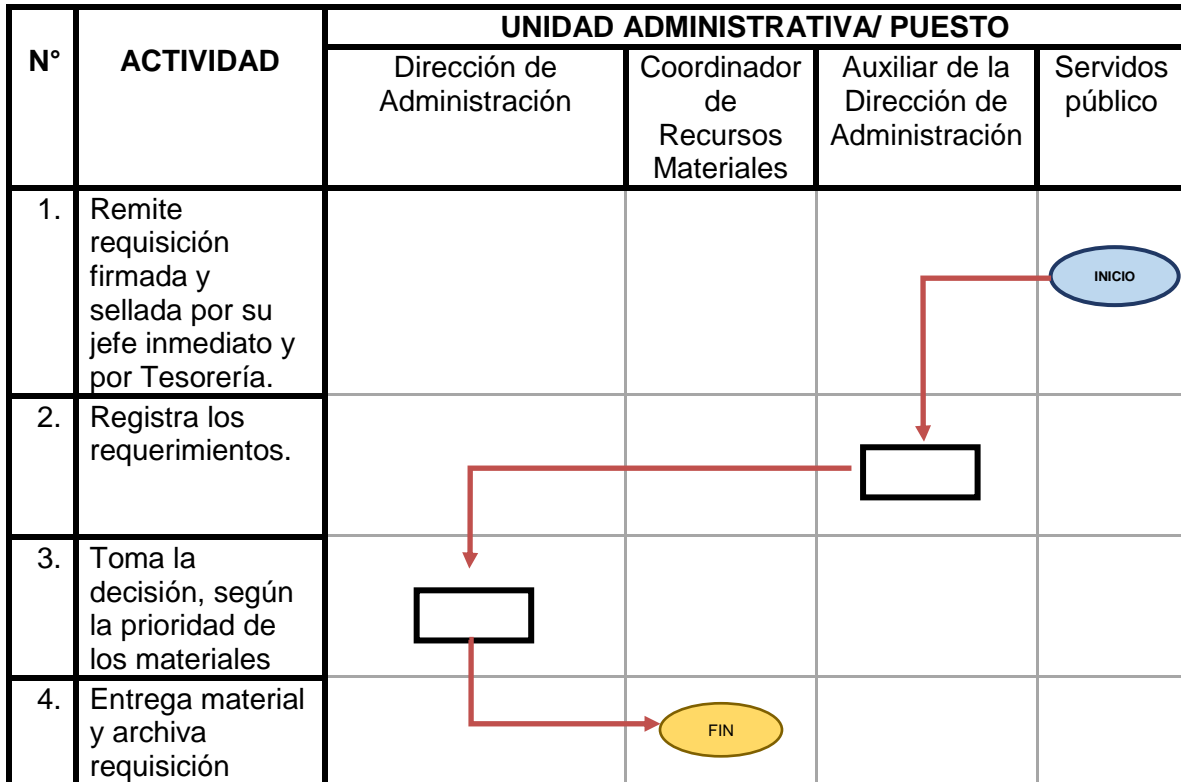 UNIDAD ADMINISTRATIVA/ PUESTO
N°
ACTIVIDAD
Dirección de
Administración
Coordinador
de
Recursos
Materiales
Auxiliar de la
Dirección de
Administración
Servidos
público
1.
Remite
requisición
firmada y
sellada por su
jefe inmediato y
por Tesorería.
INICIO
2.
Registra los
requerimientos.
3.
Toma la
decisión, según
la prioridad de
los materiales
4.
Entrega material
y archiva
requisición
FIN